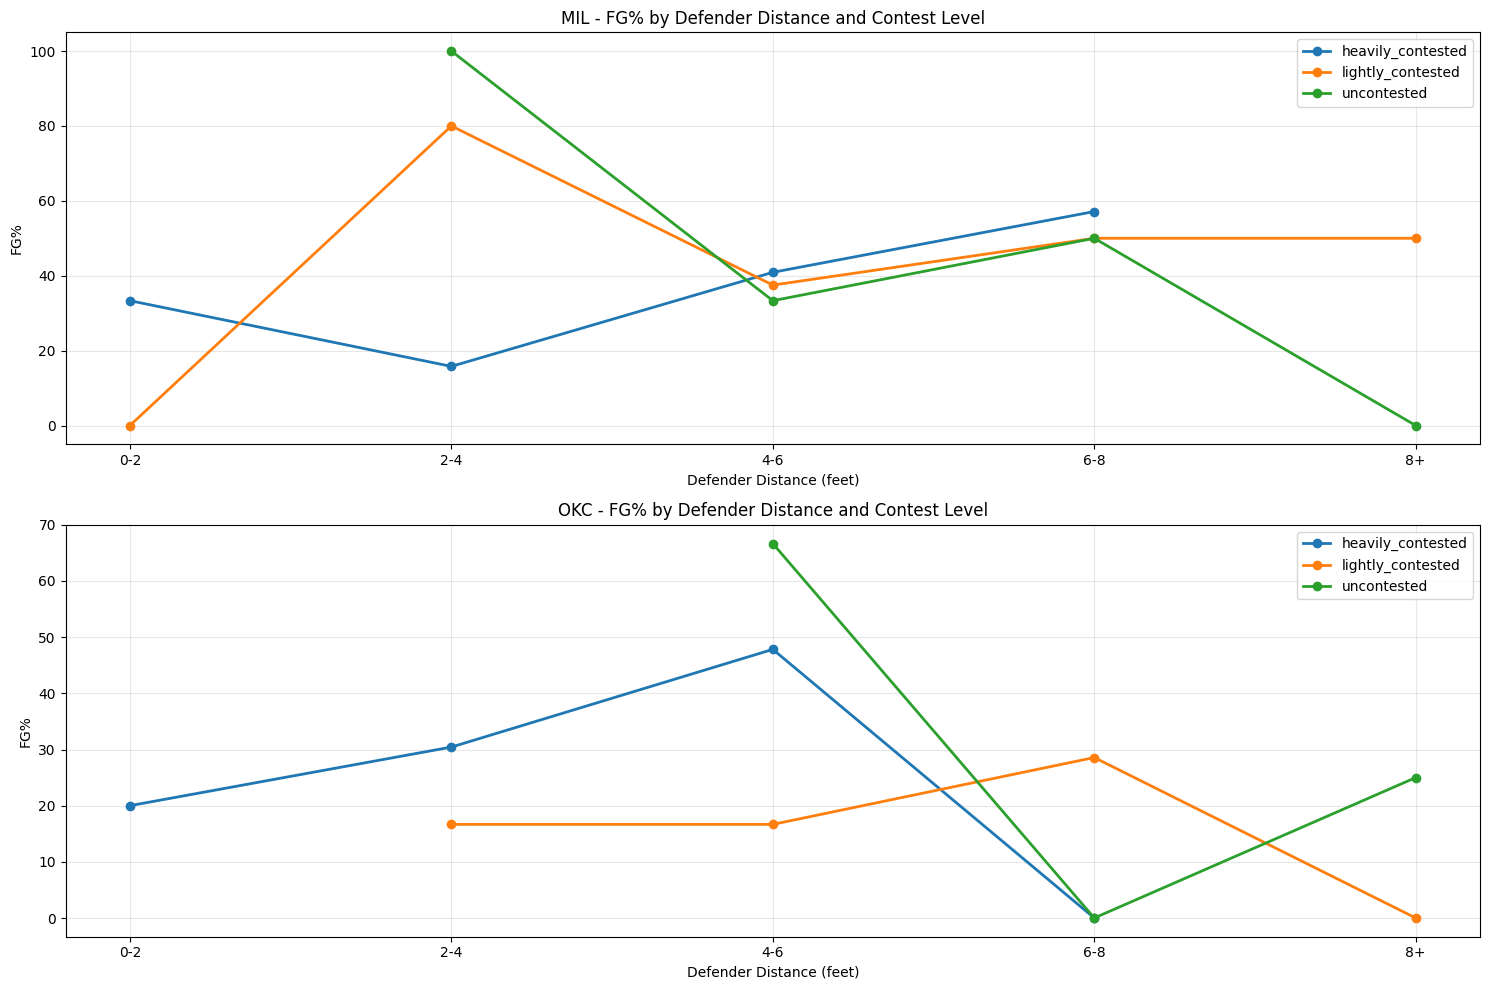 MIL - FG% by Defender Distance and Contest Level
FG%
100
80
60
40
20
0
heavily_contested
lightly_contested
uncontested
0-2 2-4 4-6 6-8 8+
Defender Distance (feet)
OKC - FG% by Defender Distance and Contest Level
FG%
70
60
50
40
30
20
10
0
heavily_contested
lightly_contested
uncontested
0-2 2-4 4-6 6-8 8+
Defender Distance (feet)